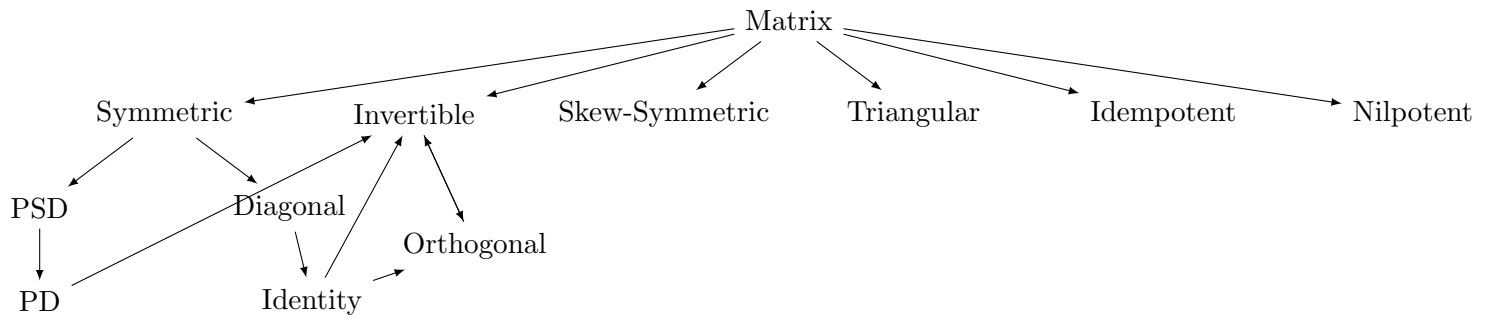 Matrix
Symmetric Invertible Skew-Symmetric Triangular Idempotent Nilpotent
PSD Diagonal
Orthogonal
PD Identity